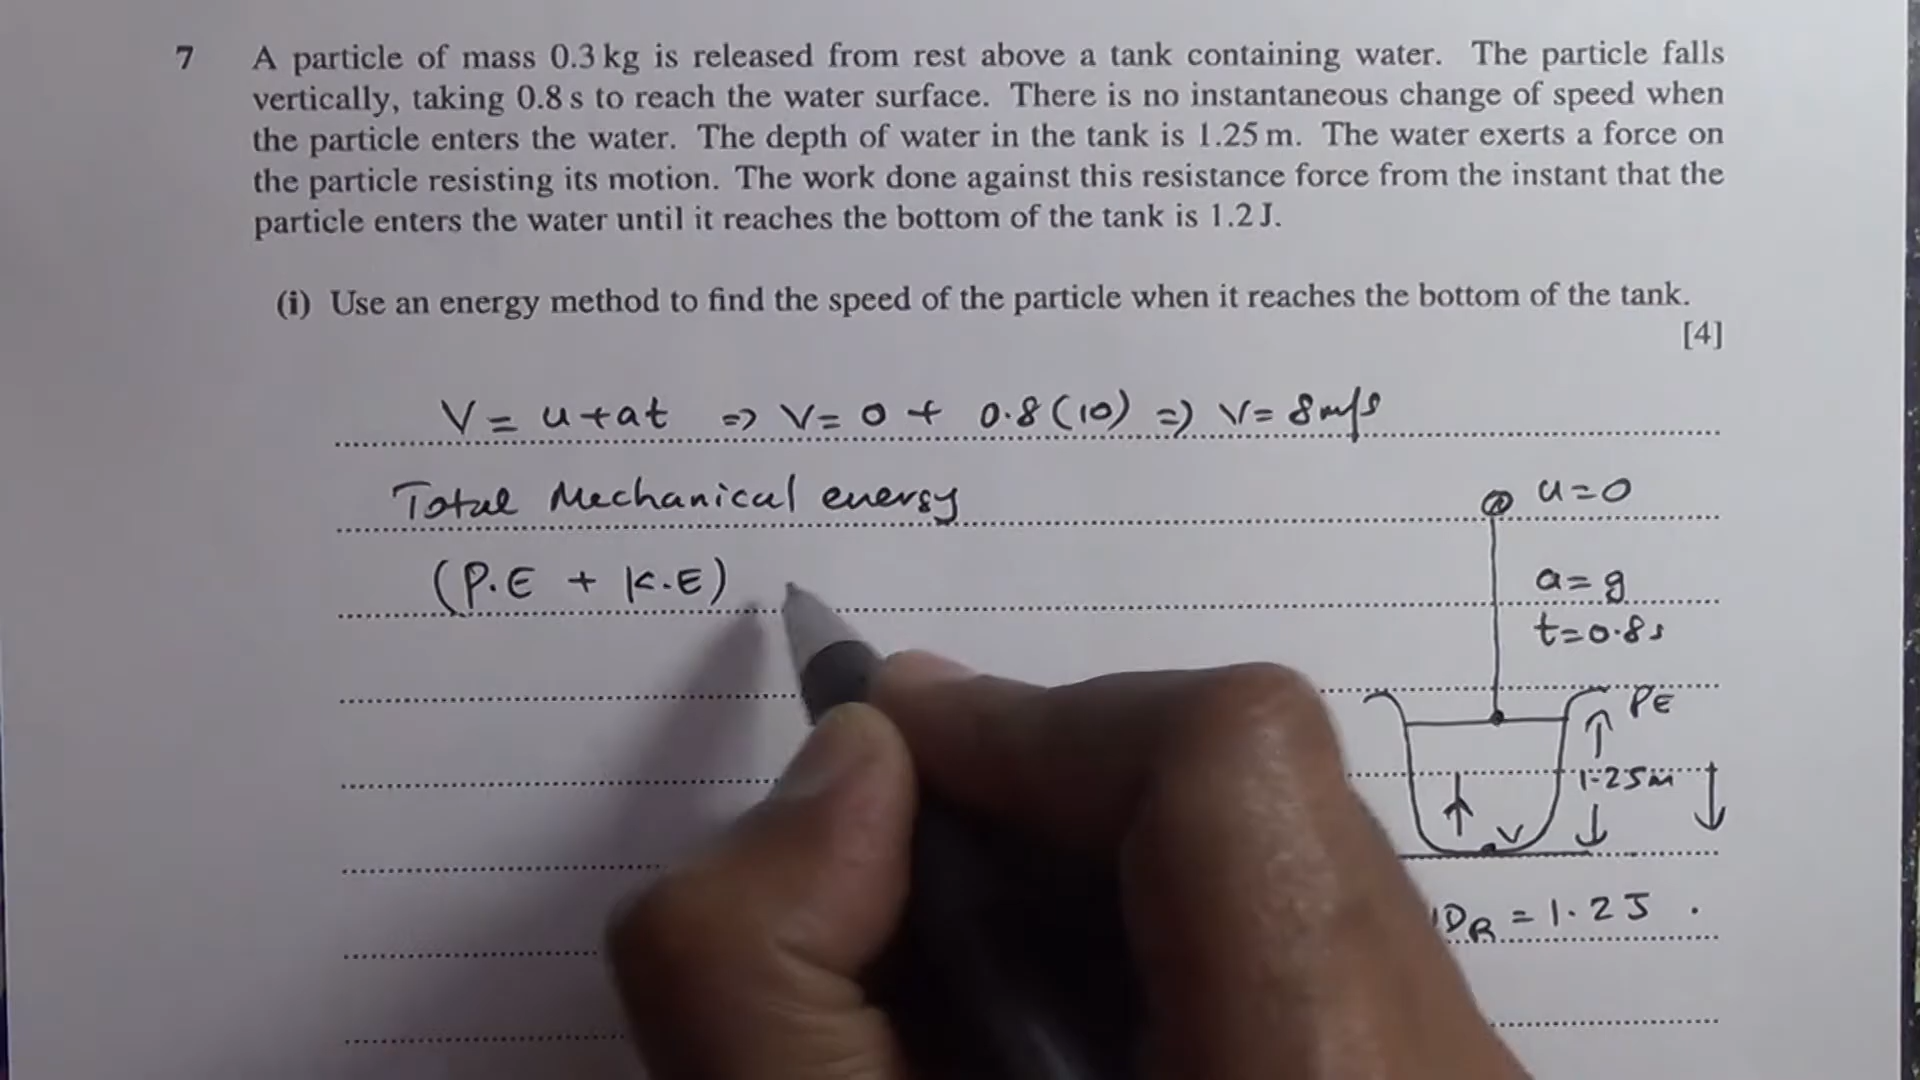 7 A particle of mass 0.3 kg is released from rest above a tank containing water. The particle falls
vertically, taking 0.8 s to reach the water surface. There is no instantaneous change of speed when
the particle enters the water. The depth of water in the tank is 1.25 m. The water exerts a force on
the particle resisting its motion. The work done against this resistance force from the instant that the
particle enters the water until it reaches the bottom of the tank is 1.2 J.
(i) Use an energy method to find the speed of the particle when it reaches the bottom of the tank.
[4]
V = u + at => V = 0 + 0.8 (10) => V = 8 m/s
Total Mechanical energy
u = 0
(P.E + K.E)
a = g
t = 0.8 s
PE
1.25m
V
DR = 1.2 J .